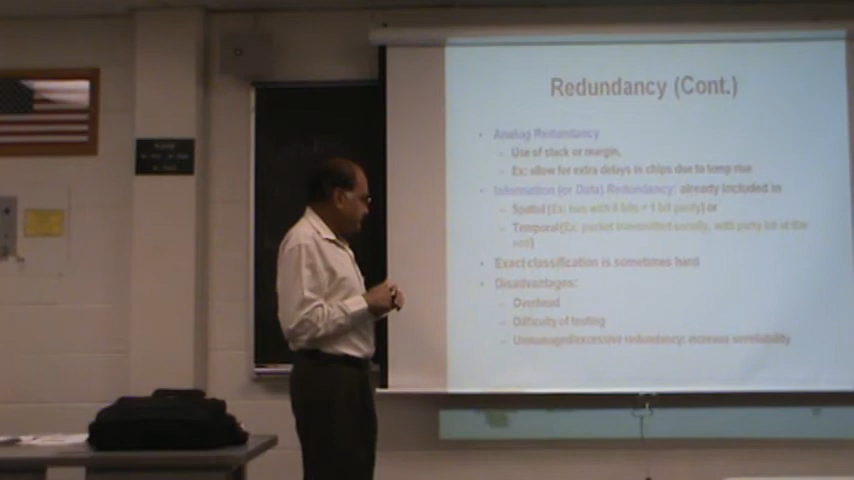 Redundancy (Cont.)
• Analog Redundancy
– Use of slack or margin,
– Ex: allow for extra delays in chips due to temp rise
• Information (or Data) Redundancy: already included in
– Spatial (Ex: bus with 8 bits + 1 bit parity) or
– Temporal (Ex: packet transmitted serially, with party bit at the
end)
• Exact classification is sometimes hard
• Disadvantages:
– Overhead
– Difficulty of testing
– Unmanaged/excessive redundancy: increase unreliability